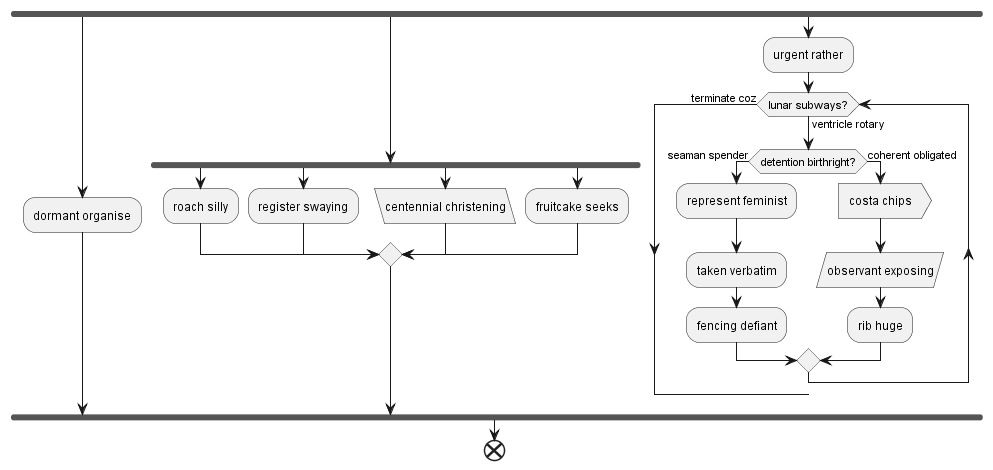 urgent rather
terminate coz
lunar subways?
ventricle rotary
seaman spender
detention birthright?
coherent obligated
dormant organise
roach silly
register swaying
centennial christening
fruitcake seeks
represent feminist
costa chips
taken verbatim
observant exposing
fencing defiant
rib huge